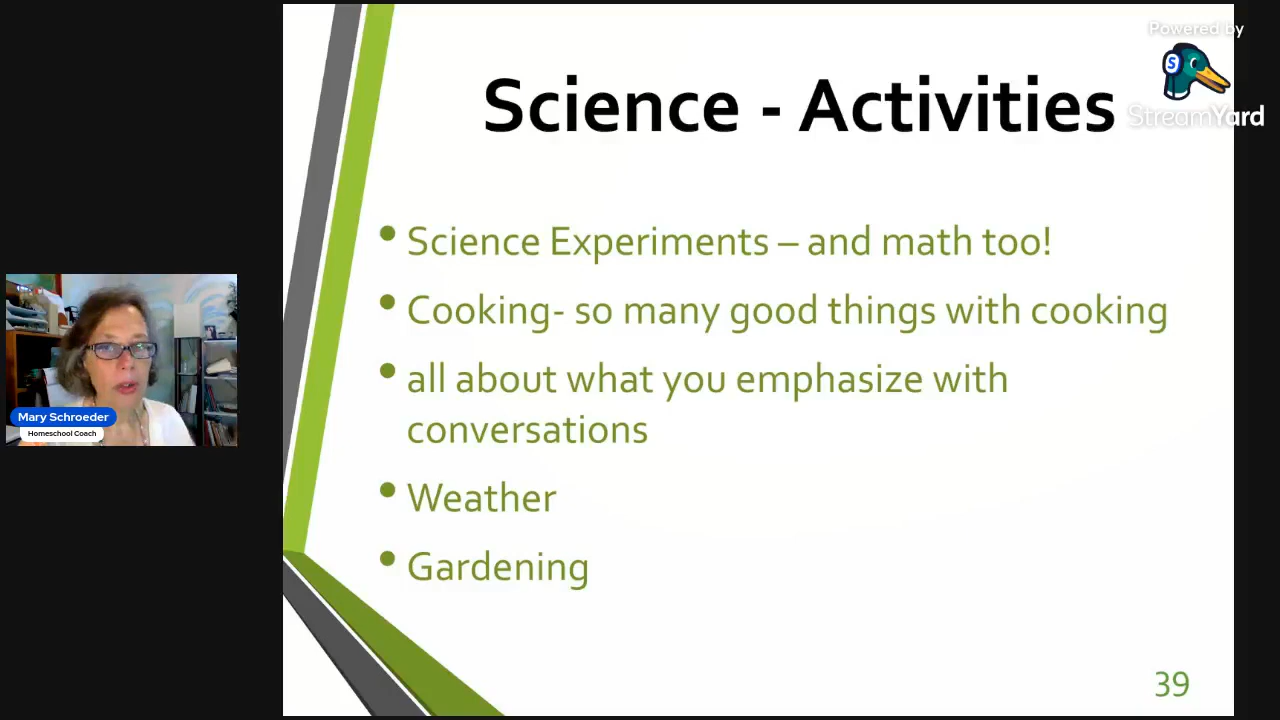 Powered by
S
StreamYard
Science - Activities
• Science Experiments – and math too!
• Cooking- so many good things with cooking
• all about what you emphasize with
conversations
• Weather
• Gardening
Mary Schroeder
Homeschool Coach
39